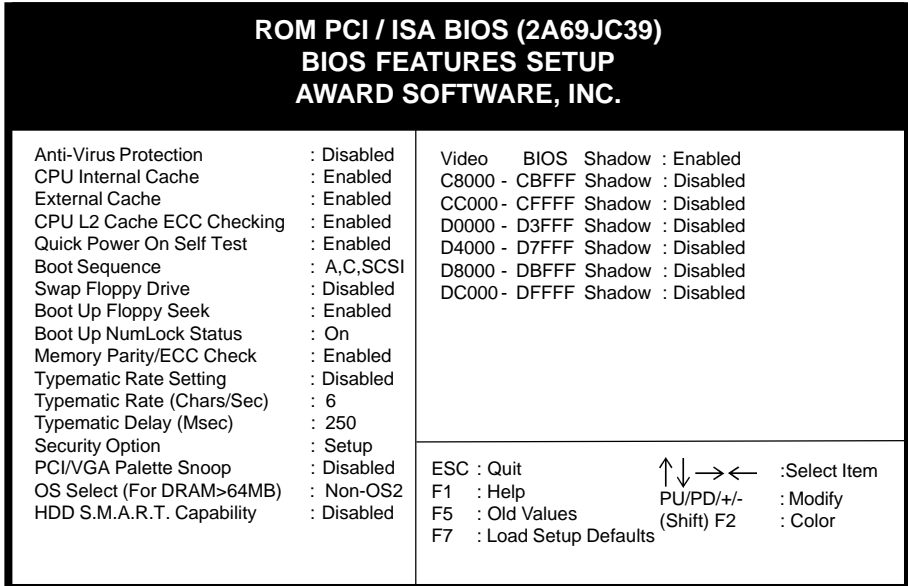 ROM PCI / ISA BIOS (2A69JC39)
BIOS FEATURES SETUP
AWARD SOFTWARE, INC.
Anti-Virus Protection : Disabled
CPU Internal Cache : Enabled
External Cache : Enabled
CPU L2 Cache ECC Checking : Enabled
Quick Power On Self Test : Enabled
Boot Sequence : A,C,SCSI
Swap Floppy Drive : Disabled
Boot Up Floppy Seek : Enabled
Boot Up NumLock Status : On
Memory Parity/ECC Check : Enabled
Typematic Rate Setting : Disabled
Typematic Rate (Chars/Sec) : 6
Typematic Delay (Msec) : 250
Security Option : Setup
PCI/VGA Palette Snoop : Disabled
OS Select (For DRAM>64MB) : Non-OS2
HDD S.M.A.R.T. Capability : Disabled
Video BIOS Shadow : Enabled
C8000 - CBFFF Shadow : Disabled
CC000 - CFFFF Shadow : Disabled
D0000 - D3FFF Shadow : Disabled
D4000 - D7FFF Shadow : Disabled
D8000 - DBFFF Shadow : Disabled
DC000 - DFFFF Shadow : Disabled
ESC : Quit
F1 : Help
F5 : Old Values
F7 : Load Setup Defaults
↑↓→← :Select Item
PU/PD/+/- : Modify
(Shift) F2 : Color